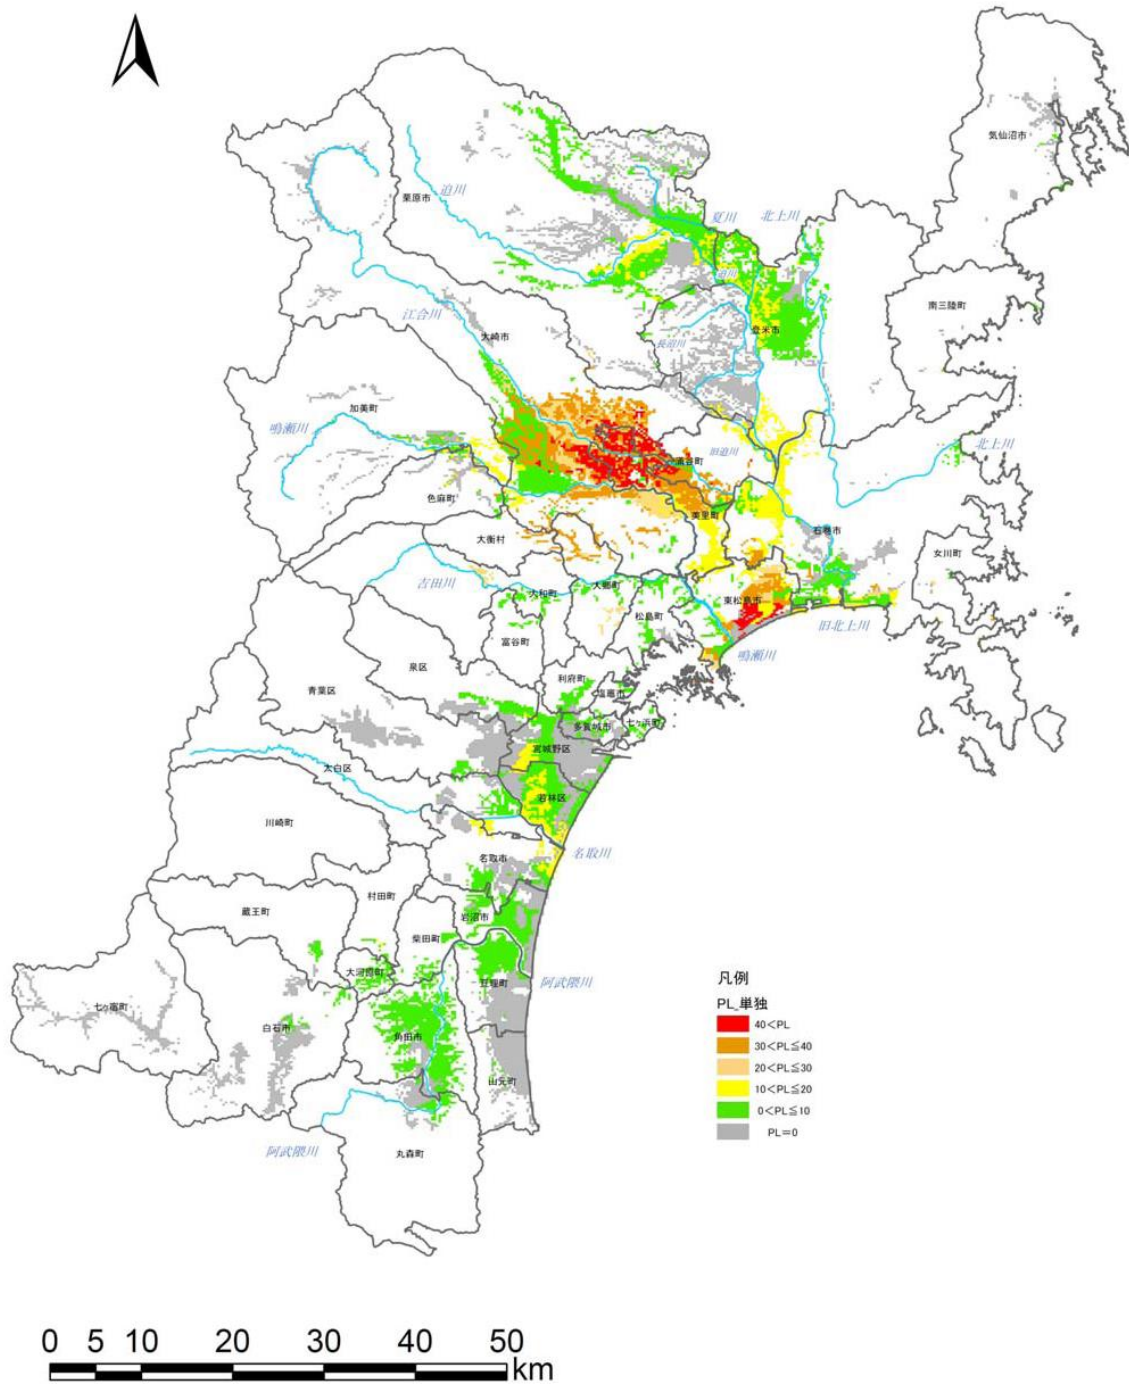 気仙沼市
栗原市
迫川
夏川
北上川
迫川
南三陸町
江合川
大崎市
登米市
長沼川
加美町
鳴瀬川
旧迫川
涌谷町
北上川
色麻町
美里町
大衡村
石巻市
女川町
吉田川
大和町
大郷町
東松島市
松島町
旧北上川
富谷町
鳴瀬川
泉区
利府町
青葉区
塩竈市
多賀城市
七ヶ浜町
宮城野区
太白区
若林区
川崎町
名取市
名取川
村田町
蔵王町
岩沼市
柴田町
大河原町
亘理町
阿武隈川
七ヶ宿町
白石市
角田市
山元町
阿武隈川
丸森町
凡例
PL_単独
40＜PL
30＜PL≦40
20＜PL≦30
10＜PL≦20
0＜PL≦10
PL＝0
0 5 10 20 30 40 50
km